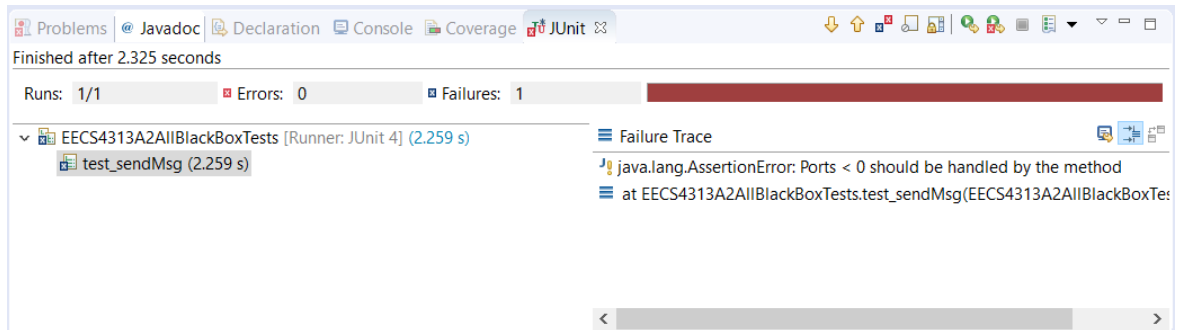 Problems @ Javadoc Declaration Console Coverage JUnit
Finished after 2.325 seconds
Runs: 1/1 Errors: 0 Failures: 1
EECS4313A2AllBlackBoxTests [Runner: JUnit 4] (2.259 s)
test_sendMsg (2.259 s)
Failure Trace
java.lang.AssertionError: Ports < 0 should be handled by the method
at EECS4313A2AllBlackBoxTests.test_sendMsg(EECS4313A2AllBlackBoxTes